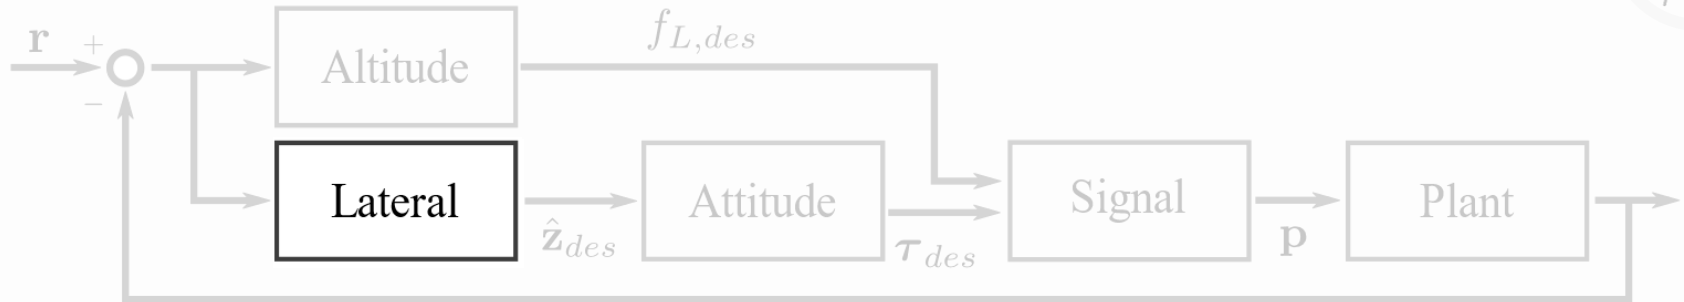 r
+
−
Altitude
f_{L,des}
Lateral
ẑ_{des}
Attitude
τ_{des}
Signal
p
Plant